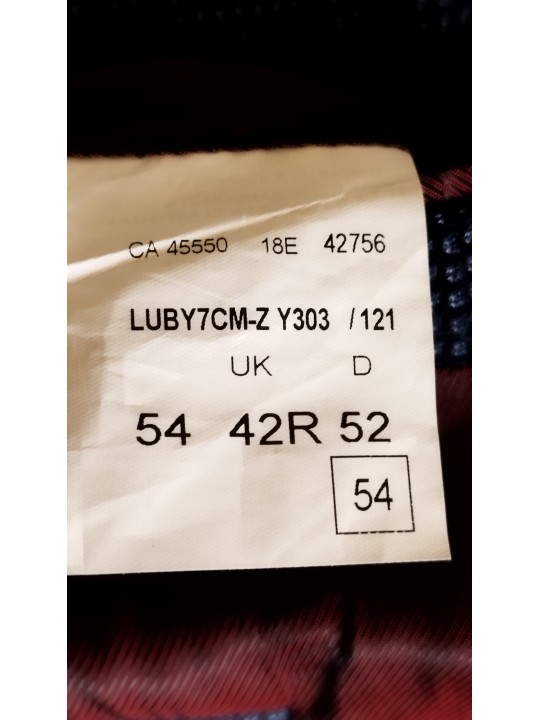 CA 45550 18E 42756
LUBY7CM-Z Y303 /121
UK D
54 42R 52
54